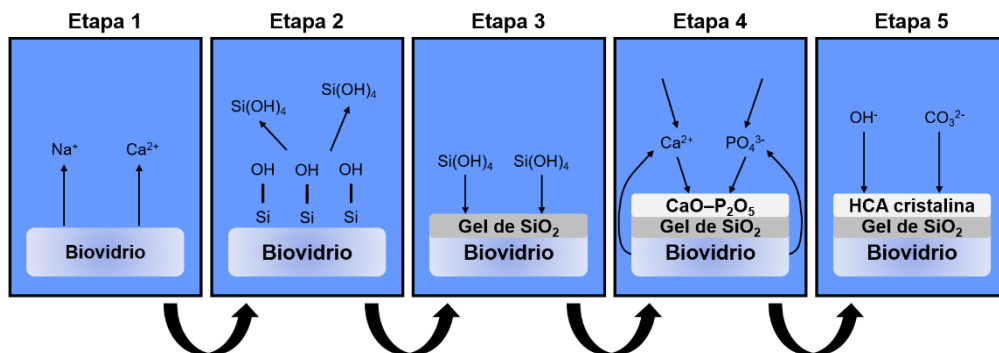 Etapa 1
Na⁺ Ca²⁺
Biovidrio
Etapa 2
Si(OH)₄ Si(OH)₄
OH OH OH
Si Si Si
Biovidrio
Etapa 3
Si(OH)₄ Si(OH)₄
Gel de SiO₂
Biovidrio
Etapa 4
Ca²⁺ PO₄³⁻
CaO–P₂O₅
Gel de SiO₂
Biovidrio
Etapa 5
OH⁻ CO₃²⁻
HCA cristalina
Gel de SiO₂
Biovidrio